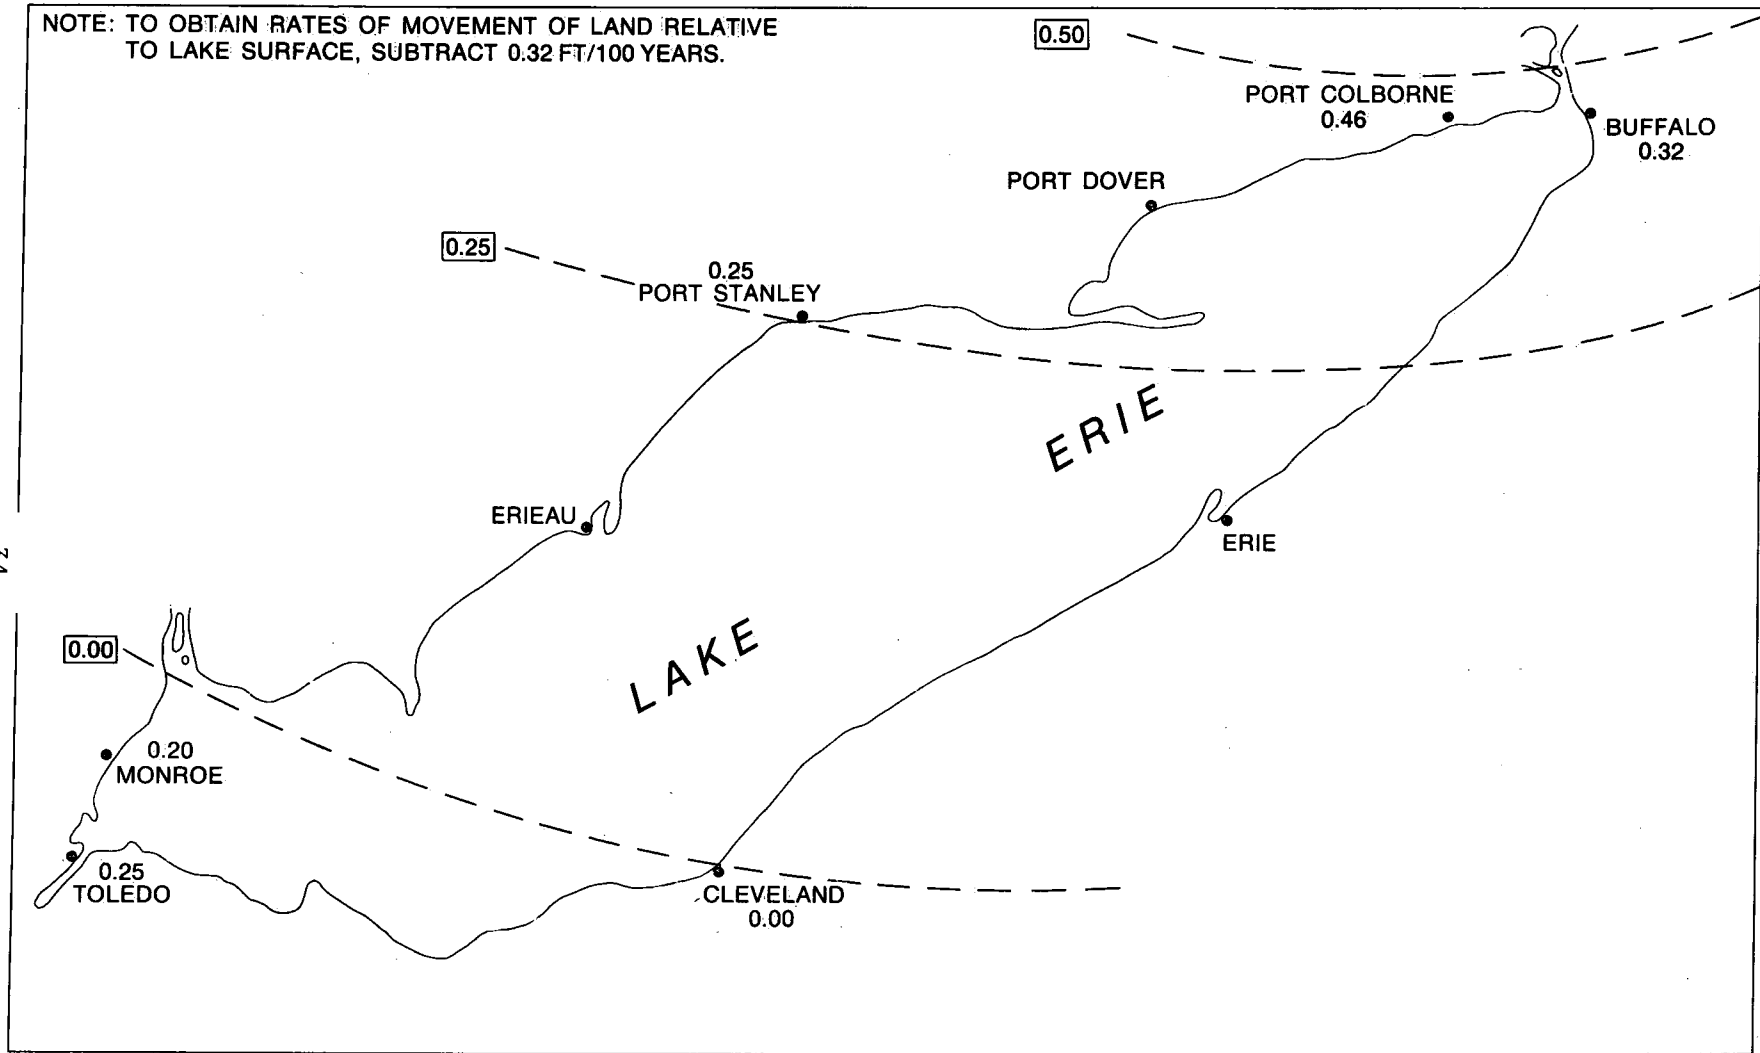 NOTE: TO OBTAIN RATES OF MOVEMENT OF LAND RELATIVE
TO LAKE SURFACE, SUBTRACT 0.32 FT/100 YEARS.
0.50
PORT COLBORNE
0.46
BUFFALO
0.32
PORT DOVER
0.25
0.25
PORT STANLEY
ERIE
ERIEAU
ERIE
LAKE
0.00
0.20
MONROE
0.25
TOLEDO
CLEVELAND
0.00